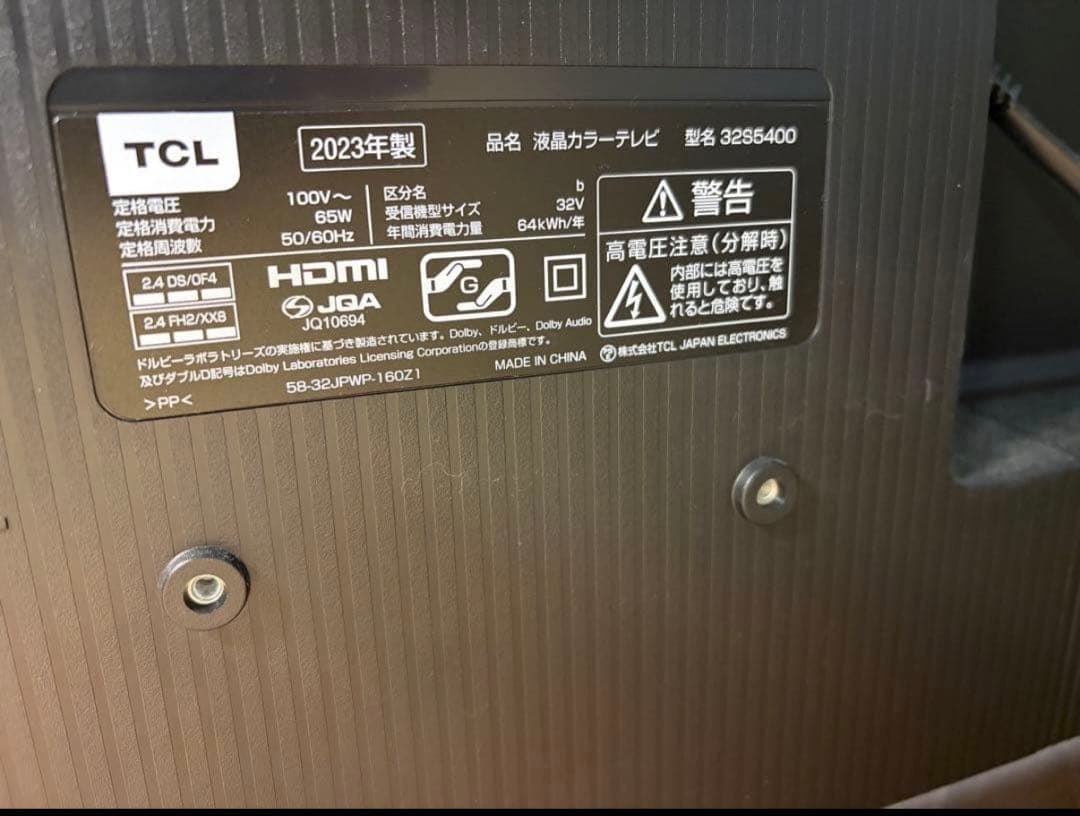 TCL
2023年製
品名 液晶カラーテレビ 型名 32S5400
定格電圧 100V～
定格消費電力 65W
定格周波数 50/60Hz
区分名 b
受信機型サイズ 32V
年間消費電力量 64kWh/年
警告
高電圧注意(分解時)
内部には高電圧を
使用しており、触
れると危険です。
2.4 DS/OF4
2.4 FH2/XX8
HDMI
JQA
JQ10694
G
ドルビーラボラトリーズの実施権に基づき製造されています。Dolby、ドルビー、Dolby Audio
及びダブルD記号はDolby Laboratories Licensing Corporationの登録商標です。
58-32JPWP-160Z1
MADE IN CHINA
株式会社TCL JAPAN ELECTRONICS
>PP<